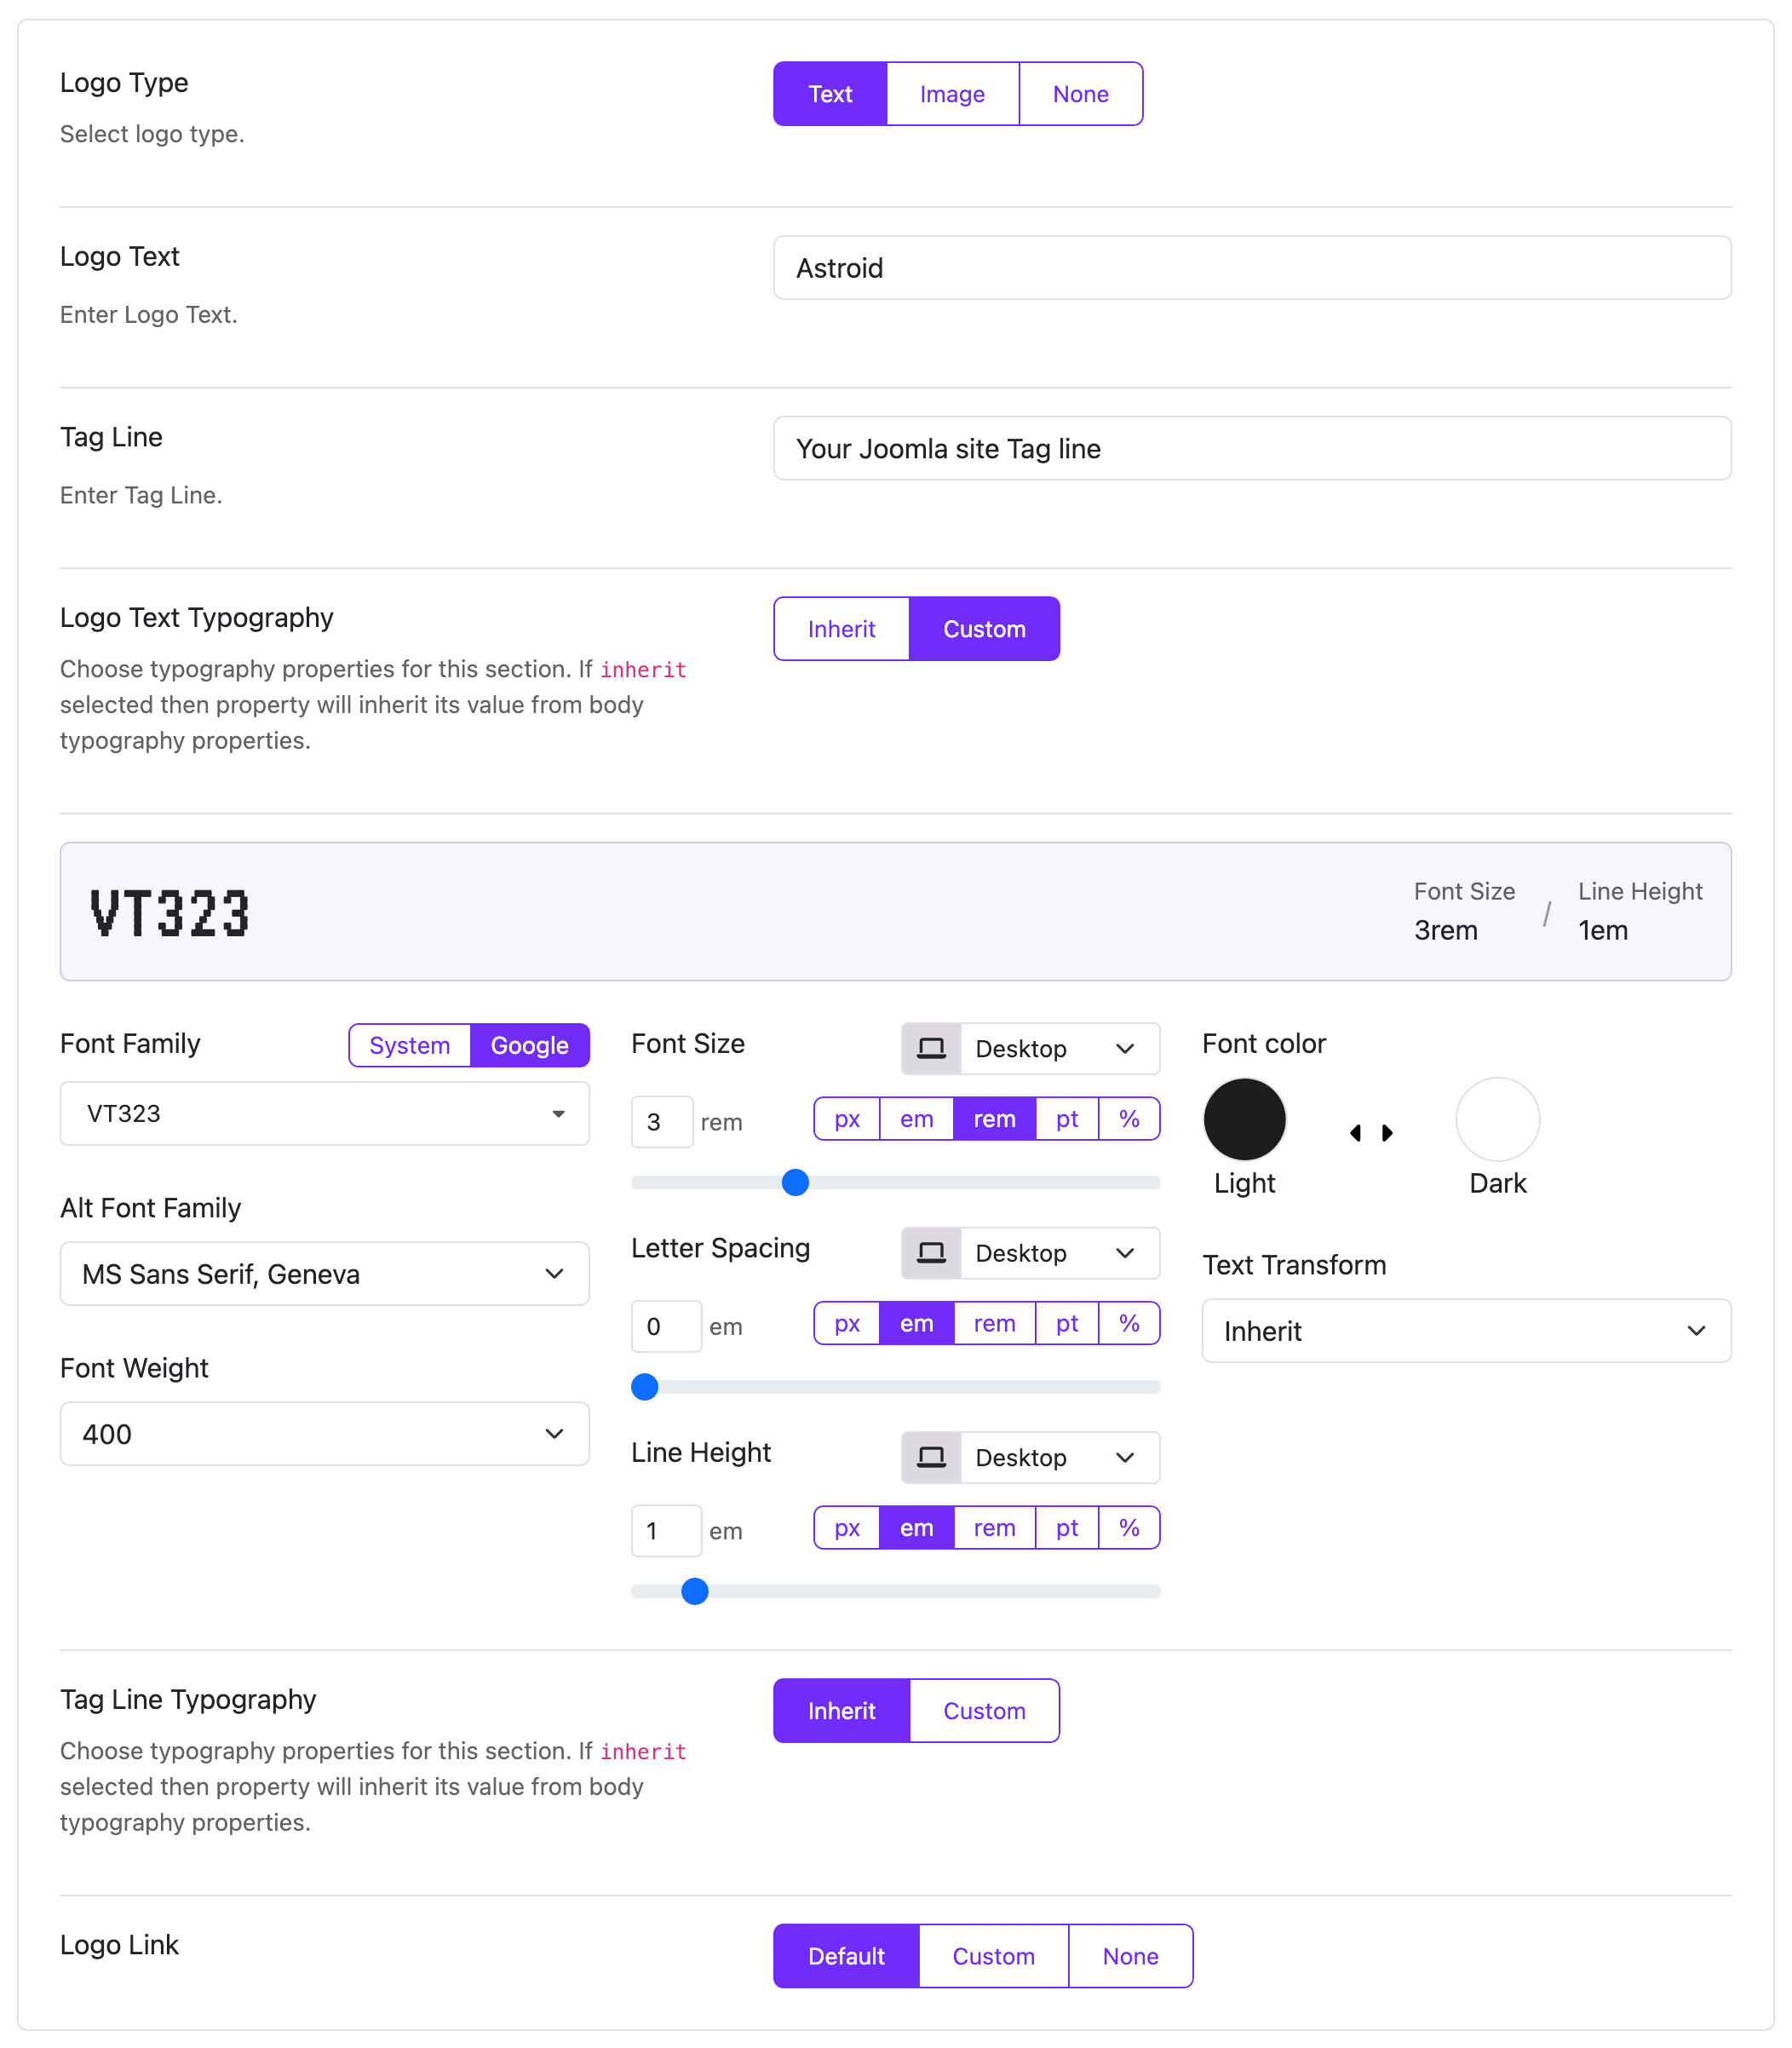 Logo Type
Text Image None
Select logo type.
Logo Text
Astroid
Enter Logo Text.
Tag Line
Your Joomla site Tag line
Enter Tag Line.
Logo Text Typography
Inherit Custom
Choose typography properties for this section. If inherit
selected then property will inherit its value from body
typography properties.
VT323
Font Size / Line Height
3rem 1em
Font Family
System Google
VT323
Alt Font Family
MS Sans Serif, Geneva
Font Weight
400
Font Size
Desktop
3 rem
px em rem pt %
Letter Spacing
Desktop
0 em
px em rem pt %
Line Height
Desktop
1 em
px em rem pt %
Font color
Light Dark
Text Transform
Inherit
Tag Line Typography
Inherit Custom
Choose typography properties for this section. If inherit
selected then property will inherit its value from body
typography properties.
Logo Link
Default Custom None